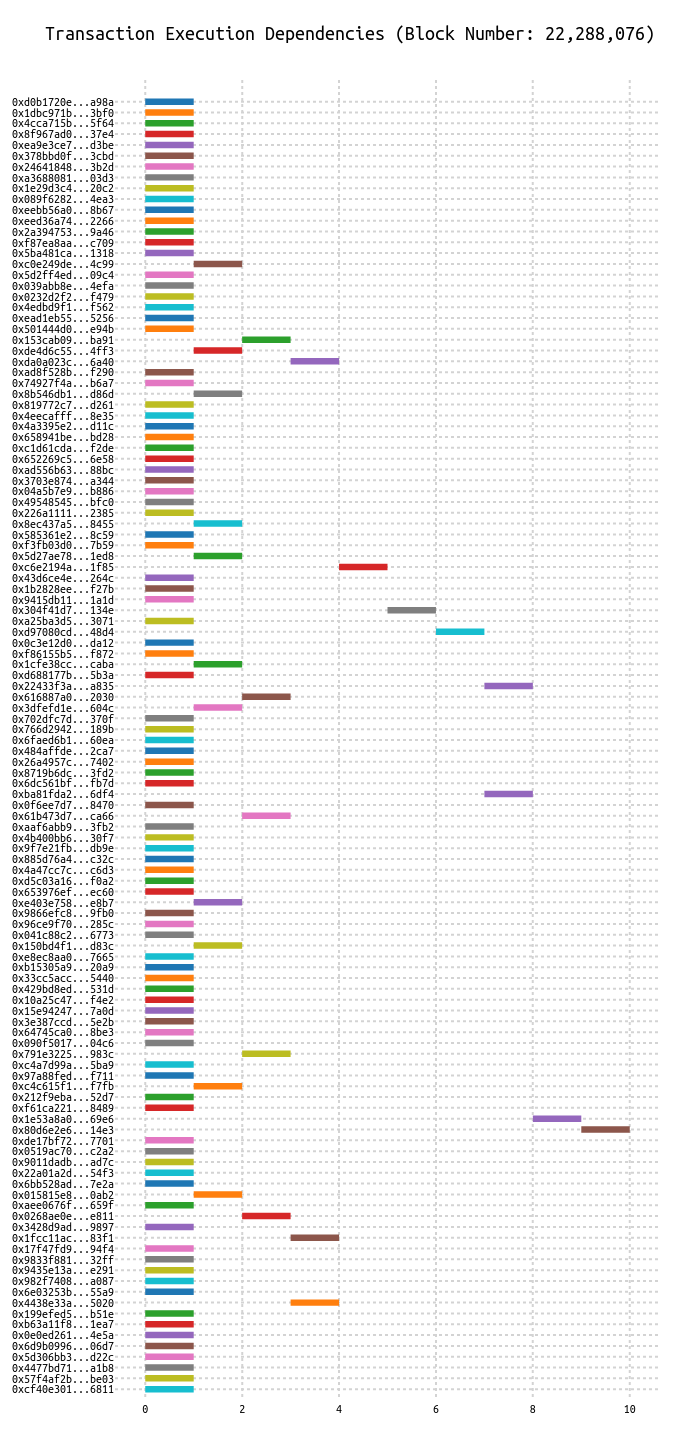 Transaction Execution Dependencies (Block Number: 22,288,076)
0xd0b1720e...a98a
0x1dbc971b...3bf0
0x4cca715b...5f64
0x8f967ad0...37e4
0xea9e3ce7...d3be
0x378bbd0f...3cbd
0x24641848...3b2d
0xa3688081...03d3
0x1e29d3c4...20c2
0x089f6282...4ea3
0xeebb56a0...8b67
0xeed36a74...2266
0x2a394753...9a46
0xf87ea8aa...c709
0x5ba481ca...1318
0xc0e249de...4c99
0x5d2ff4ed...09c4
0x039abb8e...4efa
0x0232d2f2...f479
0x4edbd9f1...f562
0xead1eb55...5256
0x501444d0...e94b
0x153cab09...ba91
0xde4d6c55...4ff3
0xda0a023c...6a40
0xad8f528b...f290
0x74927f4a...b6a7
0x8b546db1...d86d
0x819772c7...d261
0x4eecafff...8e35
0x4a3395e2...d11c
0x658941be...bd28
0xc1d61cda...f2de
0x652269c5...6e58
0xad556b63...88bc
0x3703e874...a344
0x04a5b7e9...b886
0x49548545...bfc0
0x226a1111...2385
0x8ec437a5...8455
0x585361e2...8c59
0xf3fb03d0...7b59
0x5d27ae78...1ed8
0xc6e2194a...1f85
0x43d6ce4e...264c
0x1b2828ee...f27b
0x9415db11...1a1d
0x304f41d7...134e
0xa25ba3d5...3071
0xd97080cd...48d4
0x0c3e12d0...da12
0xf86155b5...f872
0x1cfe38cc...caba
0xd688177b...5b3a
0x22433f3a...a835
0x616887a0...2030
0x3dfefd1e...604c
0x702dfc7d...370f
0x766d2942...189b
0x6faed6b1...60ea
0x484affde...2ca7
0x26a4957c...7402
0x8719b6dc...3fd2
0x6dc561bf...fb7d
0xba81fda2...6df4
0x0f6ee7d7...8470
0x61b473d7...ca66
0xaaf6abb9...3fb2
0x4b400bb6...30f7
0x9f7e21fb...db9e
0x885d76a4...c32c
0x4a47cc7c...c6d3
0xd5c03a16...f0a2
0x653976ef...ec60
0xe403e758...e8b7
0x9866efc8...9fb0
0x96ce9f70...285c
0x041c88c2...6773
0x150bd4f1...d83c
0xe8ec8aa0...7665
0xb15305a9...20a9
0x33cc5acc...5440
0x429bd8ed...531d
0x10a25c47...f4e2
0x15e94247...7a0d
0x3e387ccd...5e2b
0x64745ca0...8be3
0x090f5017...04c6
0x791e3225...983c
0xc4a7d99a...5ba9
0x97a88fed...f711
0xc4c615f1...f7fb
0x212f9eba...52d7
0xf61ca221...8489
0x1e53a8a0...69e6
0x80d6e2e6...14e3
0xde17bf72...7701
0x0519ac70...c2a2
0x9011dadb...ad7c
0x22a01a2d...54f3
0x6bb528ad...7e2a
0x015815e8...0ab2
0xaee0676f...659f
0x0268ae0e...e811
0x3428d9ad...9897
0x1fcc11ac...83f1
0x17f47fd9...94f4
0x9833f881...32ff
0x9435e13a...e291
0x982f7408...a087
0x6e03253b...55a9
0x4438e33a...5020
0x199efed5...b51e
0xb63a11f8...1ea7
0x0e0ed261...4e5a
0x6d9b0996...06d7
0x5d306bb3...d22c
0x4477bd71...a1b8
0x57f4af2b...be03
0xcf40e301...6811
0 2 4 6 8 10